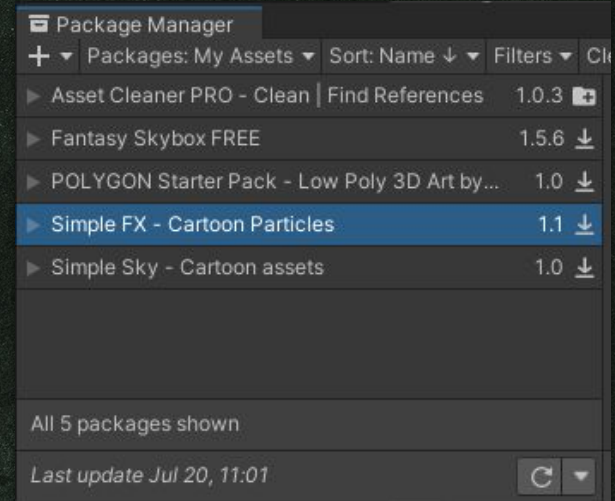 Package Manager
+ Packages: My Assets Sort: Name ↓ Filters
Asset Cleaner PRO - Clean | Find References 1.0.3
Fantasy Skybox FREE 1.5.6
POLYGON Starter Pack - Low Poly 3D Art by... 1.0
Simple FX - Cartoon Particles 1.1
Simple Sky - Cartoon assets 1.0
All 5 packages shown
Last update Jul 20, 11:01